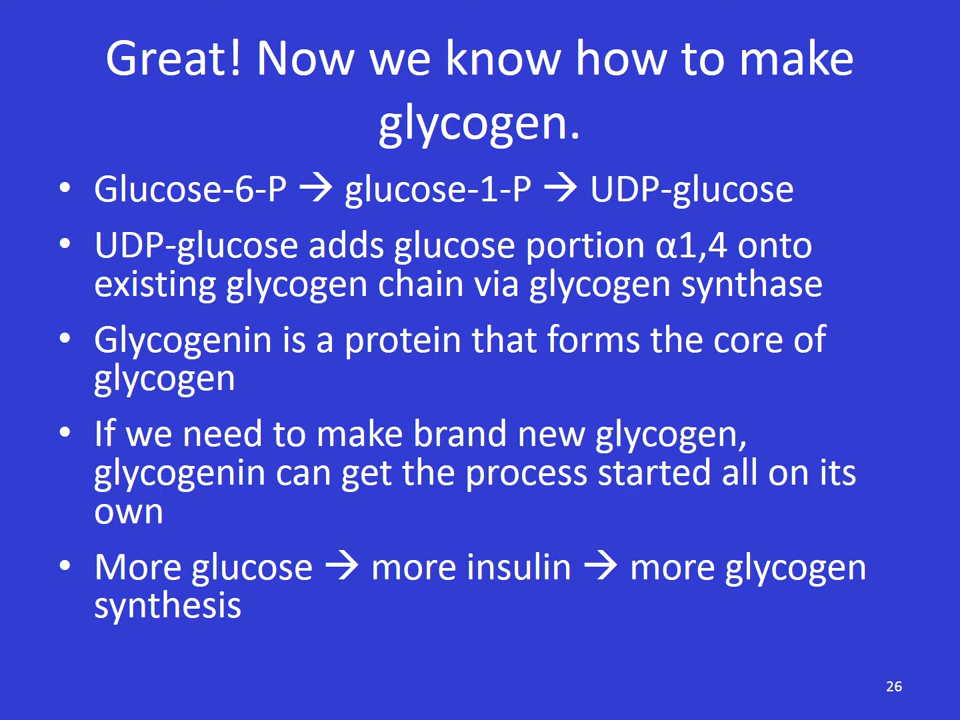 Great! Now we know how to make
glycogen.
• Glucose-6-P → glucose-1-P → UDP-glucose
• UDP-glucose adds glucose portion α1,4 onto
existing glycogen chain via glycogen synthase
• Glycogenin is a protein that forms the core of
glycogen
• If we need to make brand new glycogen,
glycogenin can get the process started all on its
own
• More glucose → more insulin → more glycogen
synthesis
26